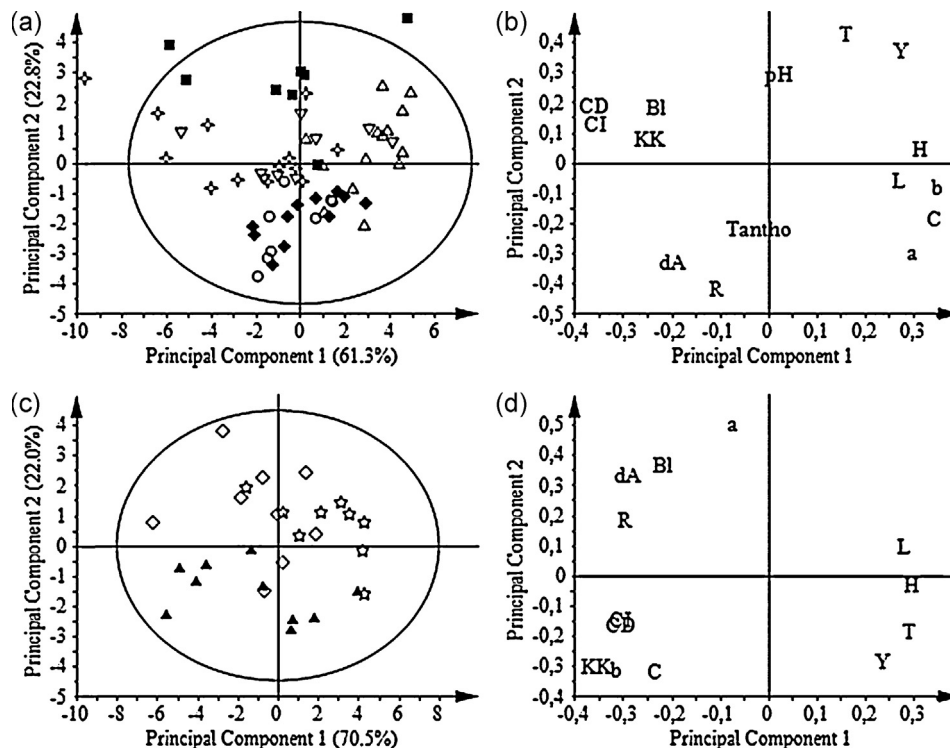 (a)
Principal Component 2 (22.8%)
5
4
3
2
1
0
-1
-2
-3
-4
-5
-10 -8 -6 -4 -2 0 2 4 6
Principal Component 1 (61.3%)
(b)
Principal Component 2
0,4
0,3
0,2
0,1
0
-0,1
-0,2
-0,3
-0,4
-0,5
T
Y
pH
CD
Bl
CI
KK
H
L
b
C
Tantho
a
dA
R
-0,4 -0,3 -0,2 -0,1 0 0,1 0,2 0,3
Principal Component 1
(c)
Principal Component 2 (22.0%)
4
3
2
1
0
-1
-2
-3
-4
-5
-10 -8 -6 -4 -2 0 2 4 6 8
Principal Component 1 (70.5%)
(d)
Principal Component 2
0,5
0,4
0,3
0,2
0,1
0
-0,1
-0,2
-0,3
-0,4
a
Bl
dA
R
L
H
CI
CD
T
KK
b
C
Y
-0,4 -0,3 -0,2 -0,1 0 0,1 0,2 0,3
Principal Component 1